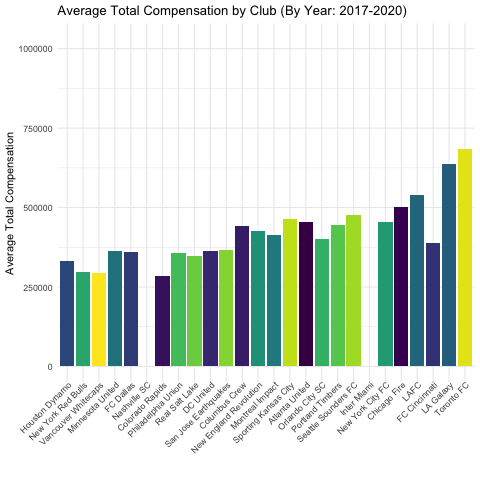 Average Total Compensation by Club (By Year: 2017-2020)
Average Total Compensation
1000000
750000
500000
250000
0
Houston Dynamo
New York Red Bulls
Vancouver Whitecaps
Minnesota United
FC Dallas
Nashville SC
Colorado Rapids
Philadelphia Union
Real Salt Lake
DC United
San Jose Earthquakes
Columbus Crew
New England Revolution
Montreal Impact
Sporting Kansas City
Atlanta United
Orlando City SC
Portland Timbers
Seattle Sounders FC
Inter Miami
New York City FC
Chicago Fire
LAFC
FC Cincinnati
LA Galaxy
Toronto FC